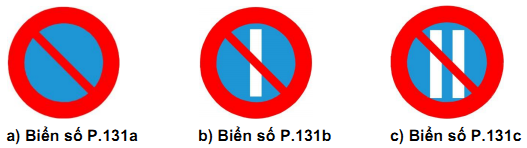 a) Biển số P.131a
b) Biển số P.131b
c) Biển số P.131c